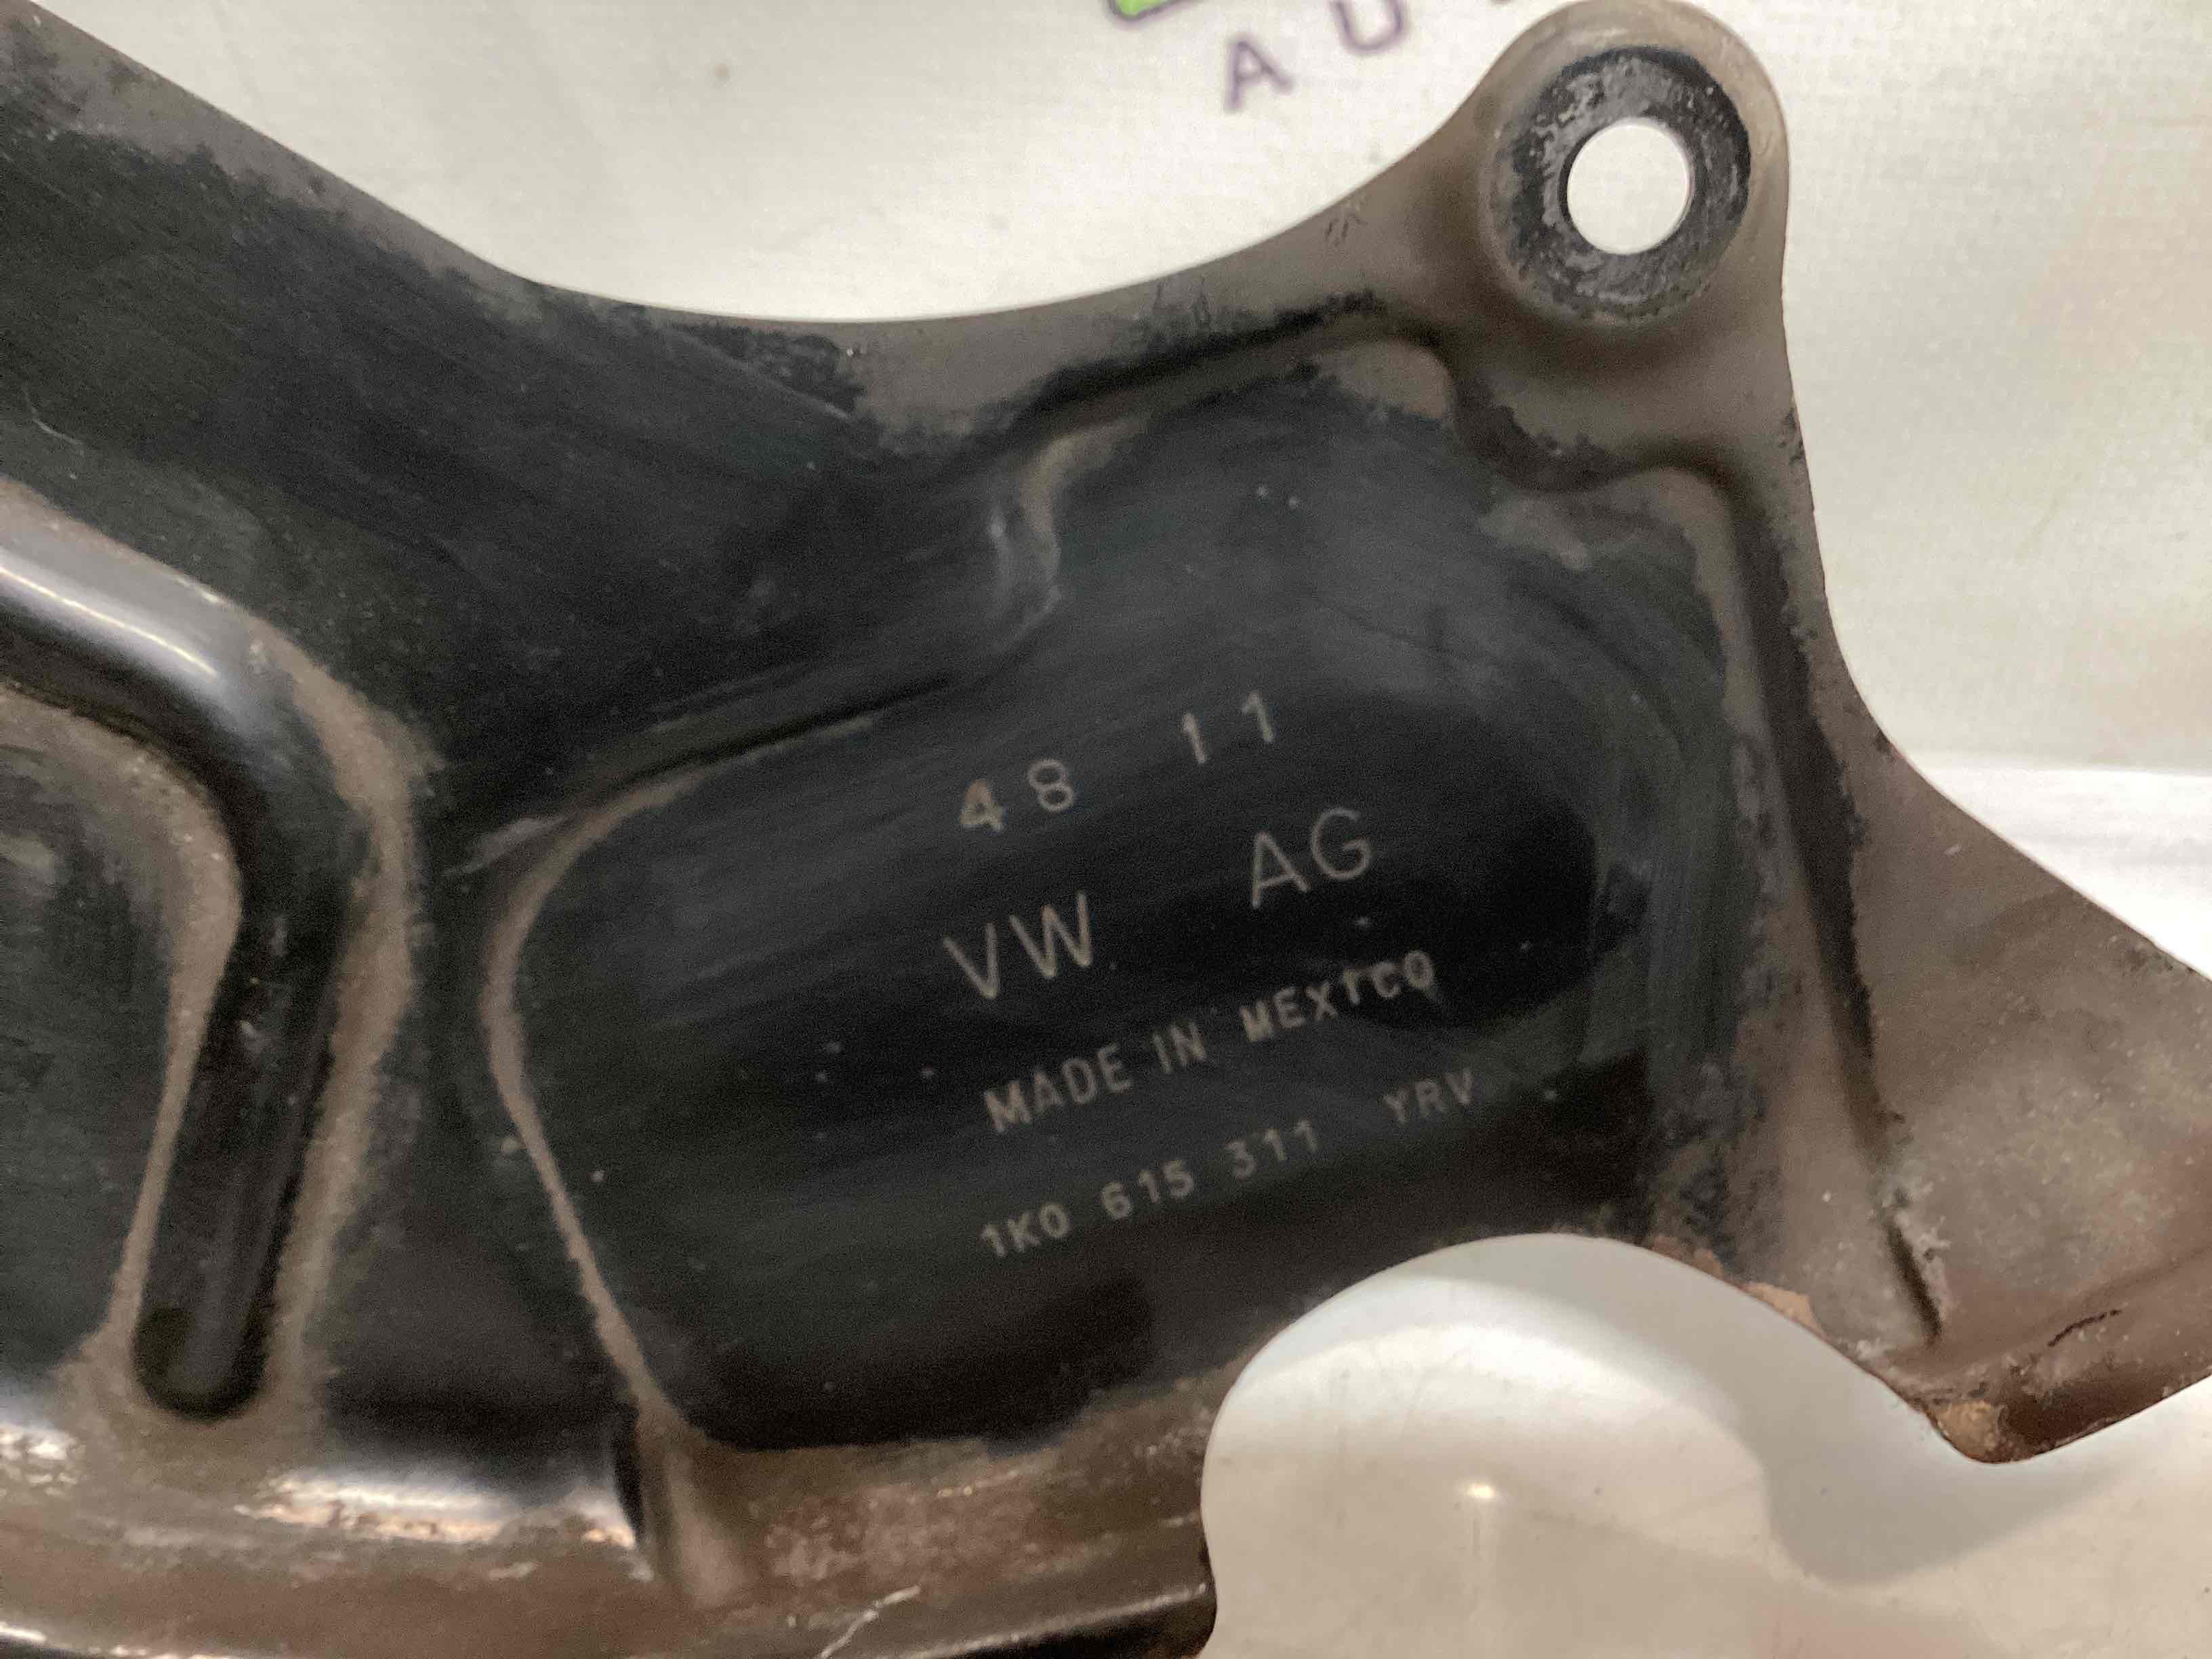 A U
48 11
VW AG
MADE IN MEXICO
1K0 615 311 YRV